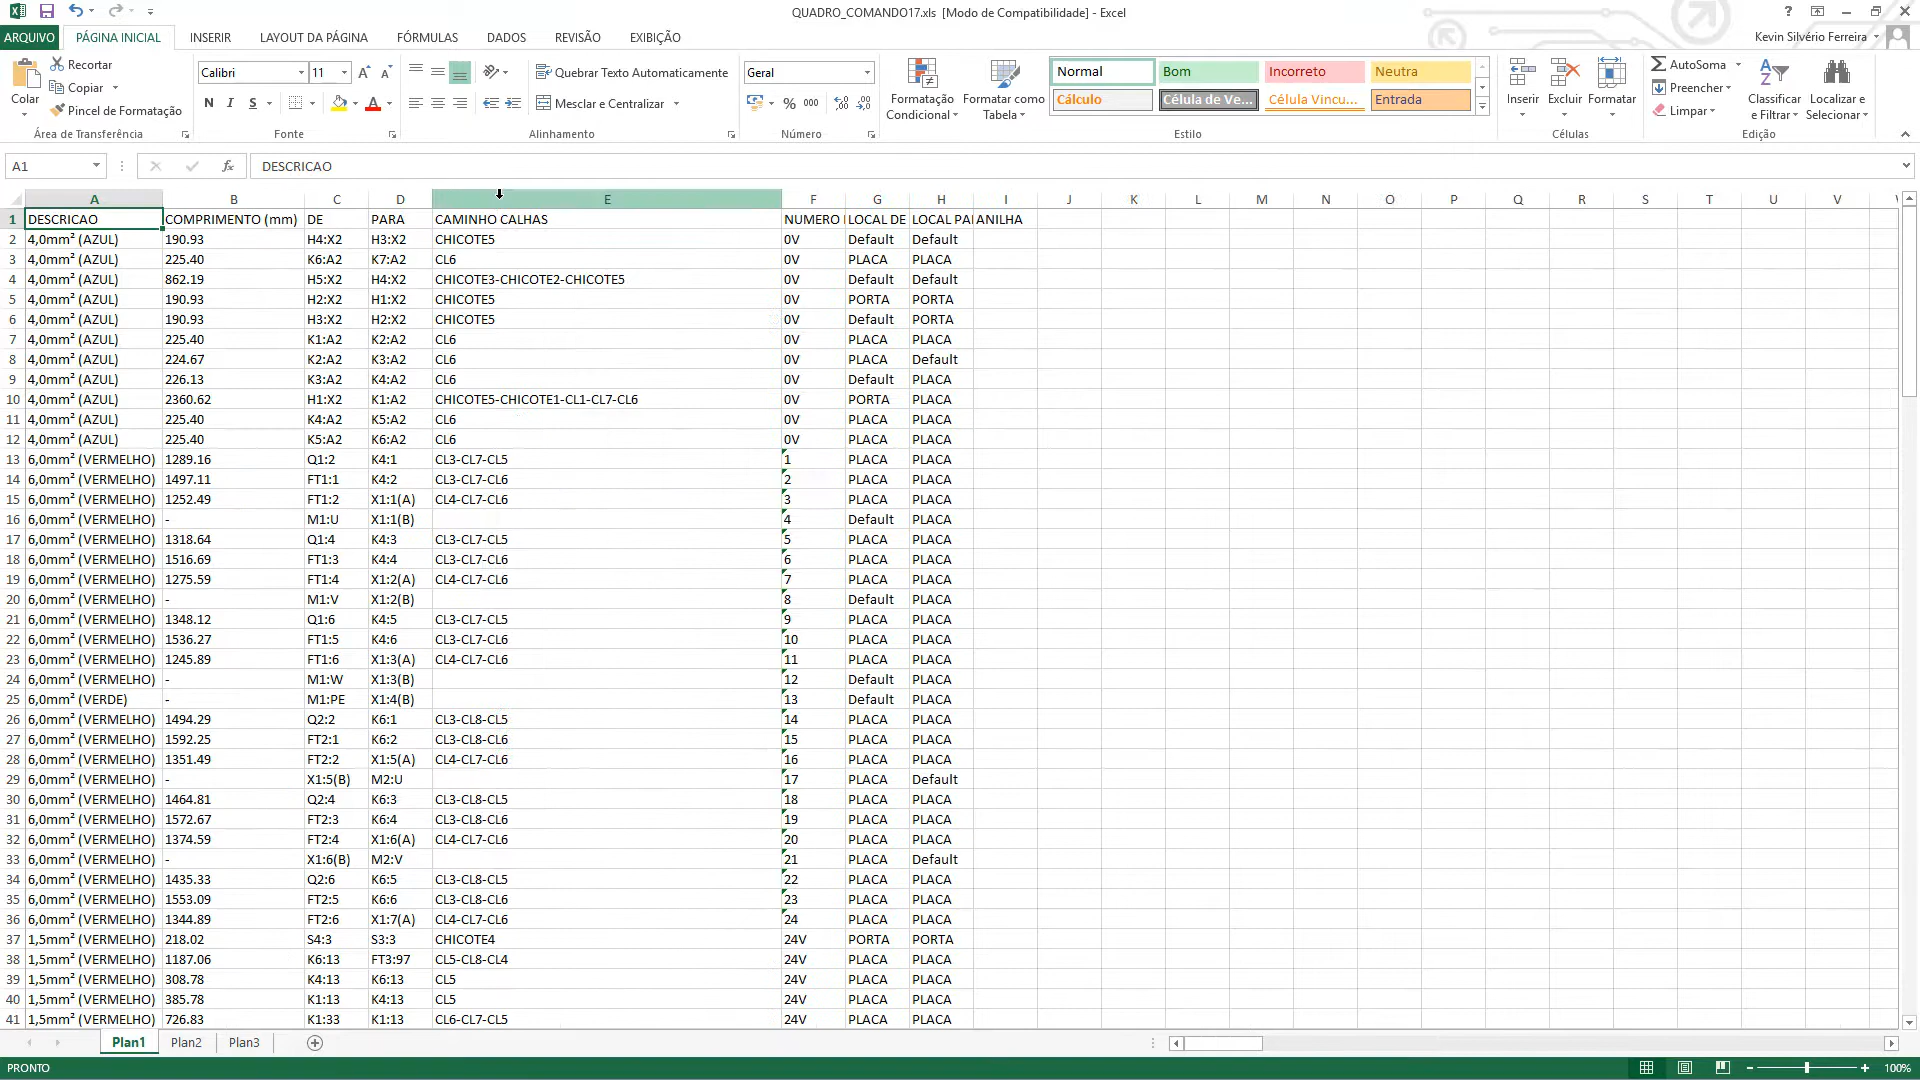 QUADRO_COMANDO17.xls [Modo de Compatibilidade] - Excel
ARQUIVO PÁGINA INICIAL INSERIR LAYOUT DA PÁGINA FÓRMULAS DADOS REVISÃO EXIBIÇÃO Kevin Silvério Ferreira
Colar
Recortar
Copiar
Pincel de Formatação
Área de Transferência
Calibri 11
N I S
Fonte
Quebrar Texto Automaticamente
Mesclar e Centralizar
Alinhamento
Geral
% 000
Número
Formatação Condicional
Formatar como Tabela
Normal Bom Incorreto Neutra
Cálculo Célula de Ve... Célula Vincu... Entrada
Estilo
Inserir Excluir Formatar
Células
AutoSoma
Preencher
Limpar
Classificar e Filtrar
Localizar e Selecionar
Edição
A1 fx DESCRICAO
A B C D E F G H I J K L M N O P Q R S T U V
1 DESCRICAO COMPRIMENTO (mm) DE PARA CAMINHO CALHAS NUMERO LOCAL DE LOCAL PA ANILHA
2 4,0mm² (AZUL) 190.93 H4:X2 H3:X2 CHICOTE5 0V Default Default
3 4,0mm² (AZUL) 225.40 K6:A2 K7:A2 CL6 0V PLACA PLACA
4 4,0mm² (AZUL) 862.19 H5:X2 H4:X2 CHICOTE3-CHICOTE2-CHICOTE5 0V Default Default
5 4,0mm² (AZUL) 190.93 H2:X2 H1:X2 CHICOTE5 0V PORTA PORTA
6 4,0mm² (AZUL) 190.93 H3:X2 H2:X2 CHICOTE5 0V Default PORTA
7 4,0mm² (AZUL) 225.40 K1:A2 K2:A2 CL6 0V PLACA PLACA
8 4,0mm² (AZUL) 224.67 K2:A2 K3:A2 CL6 0V PLACA Default
9 4,0mm² (AZUL) 226.13 K3:A2 K4:A2 CL6 0V Default PLACA
10 4,0mm² (AZUL) 2360.62 H1:X2 K1:A2 CHICOTE5-CHICOTE1-CL1-CL7-CL6 0V PORTA PLACA
11 4,0mm² (AZUL) 225.40 K4:A2 K5:A2 CL6 0V PLACA PLACA
12 4,0mm² (AZUL) 225.40 K5:A2 K6:A2 CL6 0V PLACA PLACA
13 6,0mm² (VERMELHO) 1289.16 Q1:2 K4:1 CL3-CL7-CL5 1 PLACA PLACA
14 6,0mm² (VERMELHO) 1497.11 FT1:1 K4:2 CL3-CL7-CL6 2 PLACA PLACA
15 6,0mm² (VERMELHO) 1252.49 FT1:2 X1:1(A) CL4-CL7-CL6 3 PLACA PLACA
16 6,0mm² (VERMELHO) - M1:U X1:1(B) 4 Default PLACA
17 6,0mm² (VERMELHO) 1318.64 Q1:4 K4:3 CL3-CL7-CL5 5 PLACA PLACA
18 6,0mm² (VERMELHO) 1516.69 FT1:3 K4:4 CL3-CL7-CL6 6 PLACA PLACA
19 6,0mm² (VERMELHO) 1275.59 FT1:4 X1:2(A) CL4-CL7-CL6 7 PLACA PLACA
20 6,0mm² (VERMELHO) - M1:V X1:2(B) 8 Default PLACA
21 6,0mm² (VERMELHO) 1348.12 Q1:6 K4:5 CL3-CL7-CL5 9 PLACA PLACA
22 6,0mm² (VERMELHO) 1536.27 FT1:5 K4:6 CL3-CL7-CL6 10 PLACA PLACA
23 6,0mm² (VERMELHO) 1245.89 FT1:6 X1:3(A) CL4-CL7-CL6 11 PLACA PLACA
24 6,0mm² (VERMELHO) - M1:W X1:3(B) 12 Default PLACA
25 6,0mm² (VERDE) - M1:PE X1:4(B) 13 Default PLACA
26 6,0mm² (VERMELHO) 1494.29 Q2:2 K6:1 CL3-CL8-CL5 14 PLACA PLACA
27 6,0mm² (VERMELHO) 1592.25 FT2:1 K6:2 CL3-CL8-CL6 15 PLACA PLACA
28 6,0mm² (VERMELHO) 1351.49 FT2:2 X1:5(A) CL4-CL7-CL6 16 PLACA PLACA
29 6,0mm² (VERMELHO) - X1:5(B) M2:U 17 PLACA Default
30 6,0mm² (VERMELHO) 1464.81 Q2:4 K6:3 CL3-CL8-CL5 18 PLACA PLACA
31 6,0mm² (VERMELHO) 1572.67 FT2:3 K6:4 CL3-CL8-CL6 19 PLACA PLACA
32 6,0mm² (VERMELHO) 1374.59 FT2:4 X1:6(A) CL4-CL7-CL6 20 PLACA PLACA
33 6,0mm² (VERMELHO) - X1:6(B) M2:V 21 PLACA Default
34 6,0mm² (VERMELHO) 1435.33 Q2:6 K6:5 CL3-CL8-CL5 22 PLACA PLACA
35 6,0mm² (VERMELHO) 1553.09 FT2:5 K6:6 CL3-CL8-CL6 23 PLACA PLACA
36 6,0mm² (VERMELHO) 1344.89 FT2:6 X1:7(A) CL4-CL7-CL6 24 PLACA PLACA
37 1,5mm² (VERMELHO) 218.02 S4:3 S3:3 CHICOTE4 24V PORTA PORTA
38 1,5mm² (VERMELHO) 1187.06 K6:13 FT3:97 CL5-CL8-CL4 24V PLACA PLACA
39 1,5mm² (VERMELHO) 308.78 K4:13 K6:13 CL5 24V PLACA PLACA
40 1,5mm² (VERMELHO) 385.78 K1:13 K4:13 CL5 24V PLACA PLACA
41 1,5mm² (VERMELHO) 726.83 K1:33 K1:13 CL6-CL7-CL5 24V PLACA PLACA
Plan1 Plan2 Plan3
PRONTO 100%